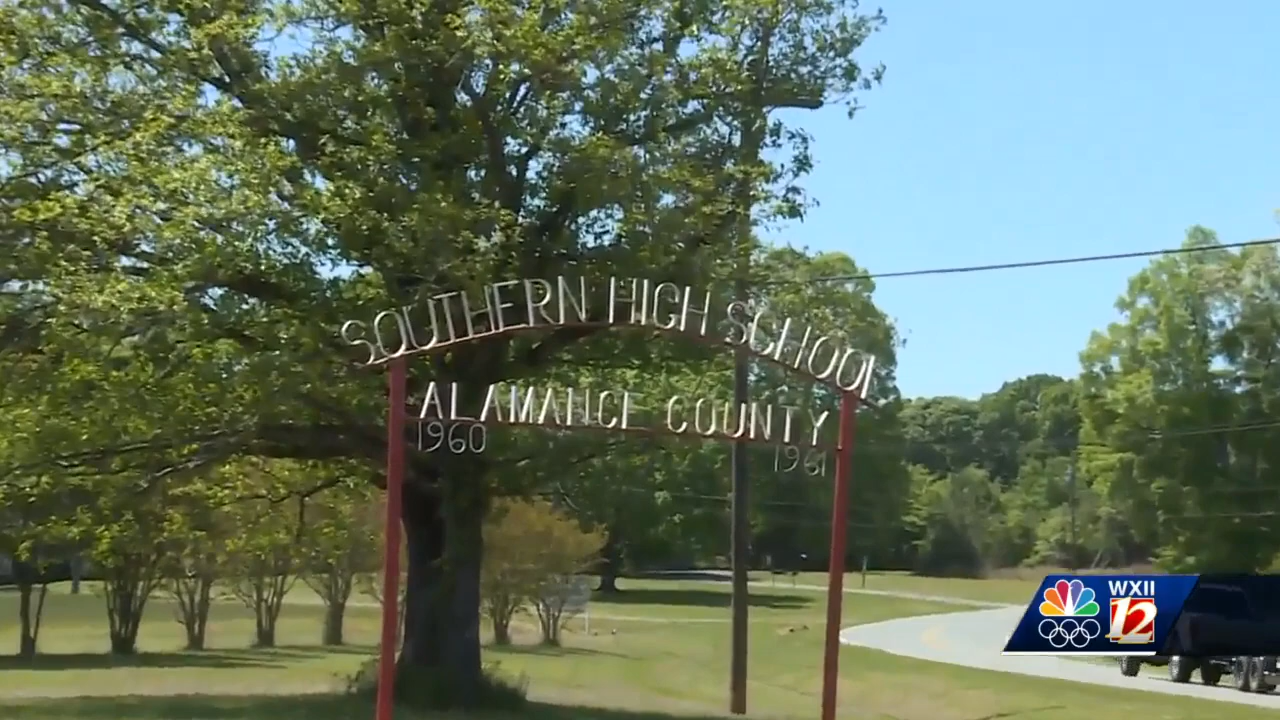 SOUTHERN HIGH SCHOOL
ALAMANCE COUNTY
1960 1961
WXII
12